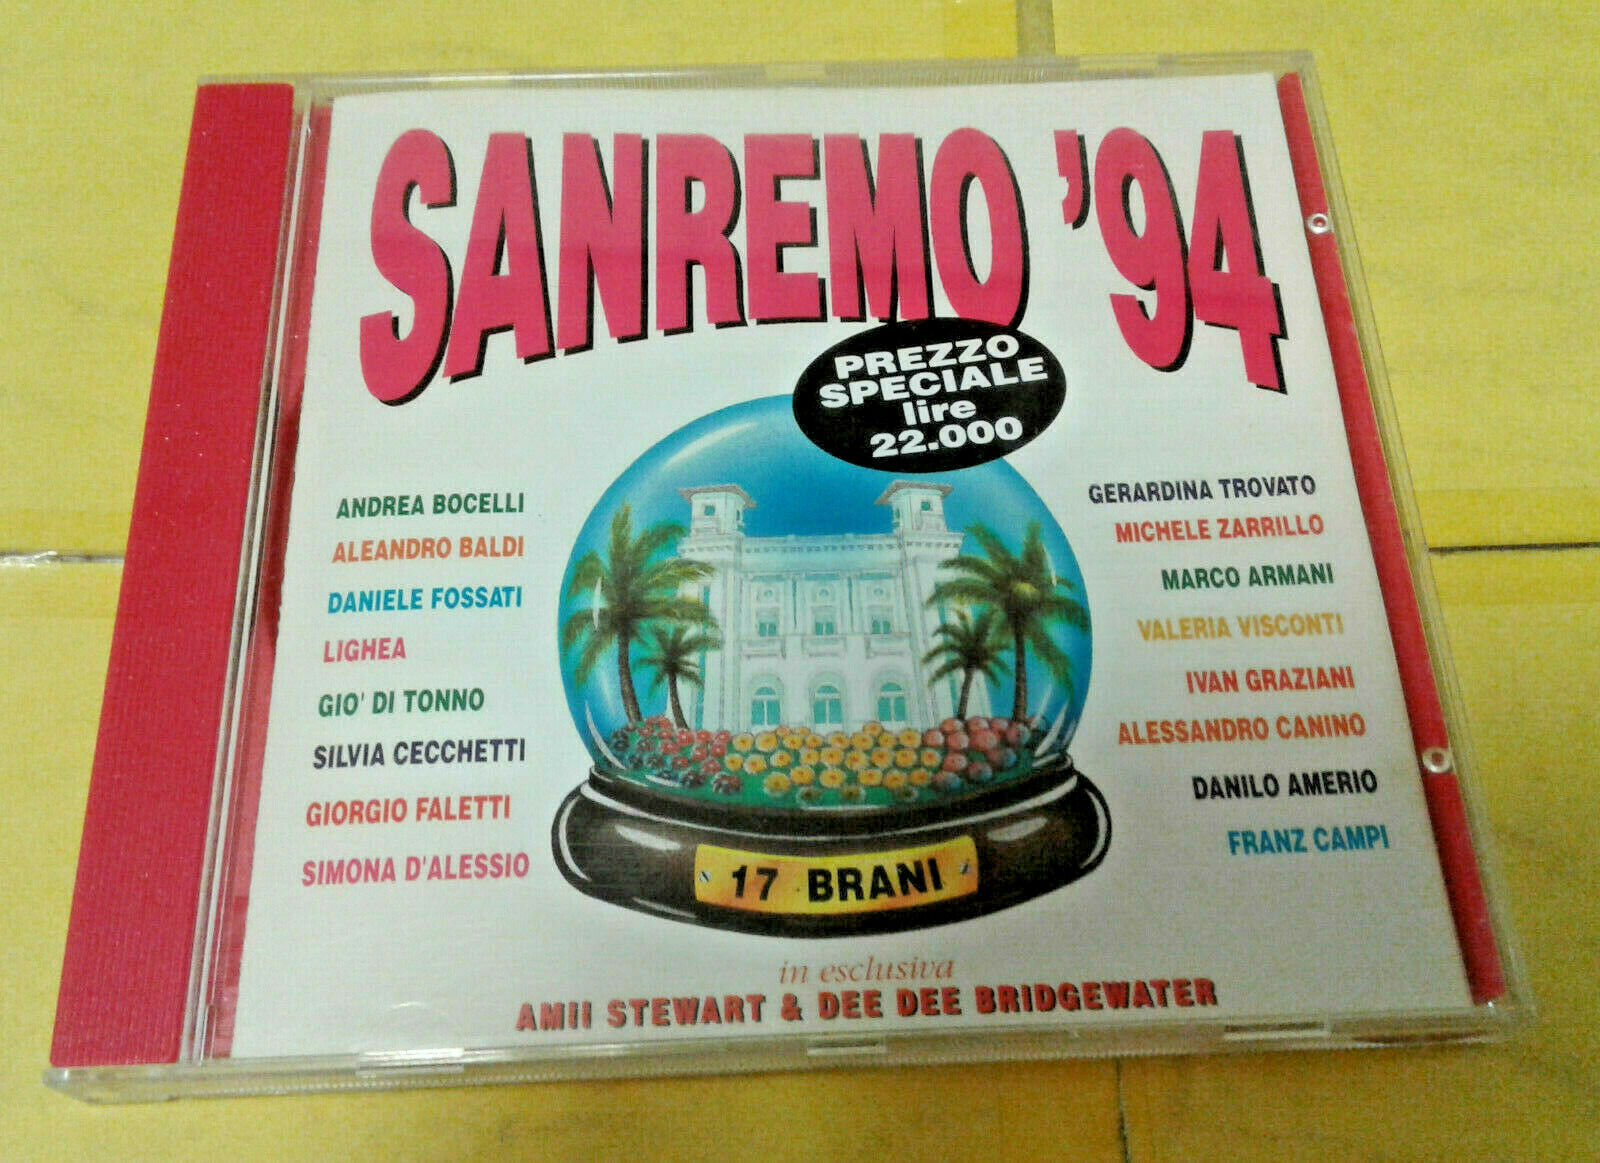 SANREMO '94
PREZZO
SPECIALE
lire
22.000
ANDREA BOCELLI
ALEANDRO BALDI
DANIELE FOSSATI
LIGHEA
GIO' DI TONNO
SILVIA CECCHETTI
GIORGIO FALETTI
SIMONA D'ALESSIO
GERARDINA TROVATO
MICHELE ZARRILLO
MARCO ARMANI
VALERIA VISCONTI
IVAN GRAZIANI
ALESSANDRO CANINO
DANILO AMERIO
FRANZ CAMPI
17 BRANI
in esclusiva
AMII STEWART & DEE DEE BRIDGEWATER